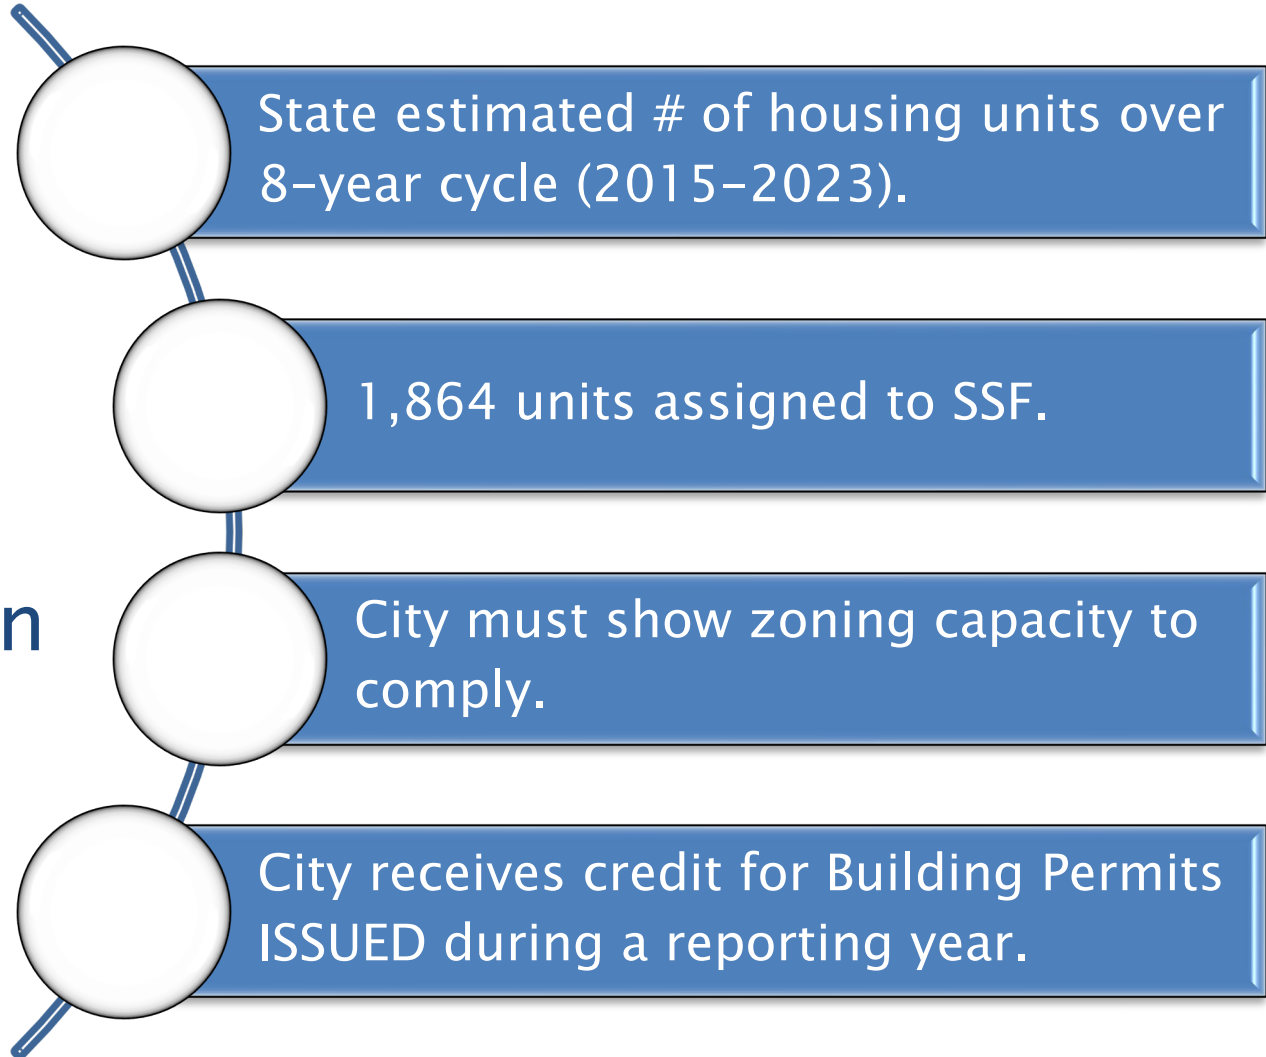 State estimated # of housing units over
8-year cycle (2015-2023).
1,864 units assigned to SSF.
n
City must show zoning capacity to
comply.
City receives credit for Building Permits
ISSUED during a reporting year.